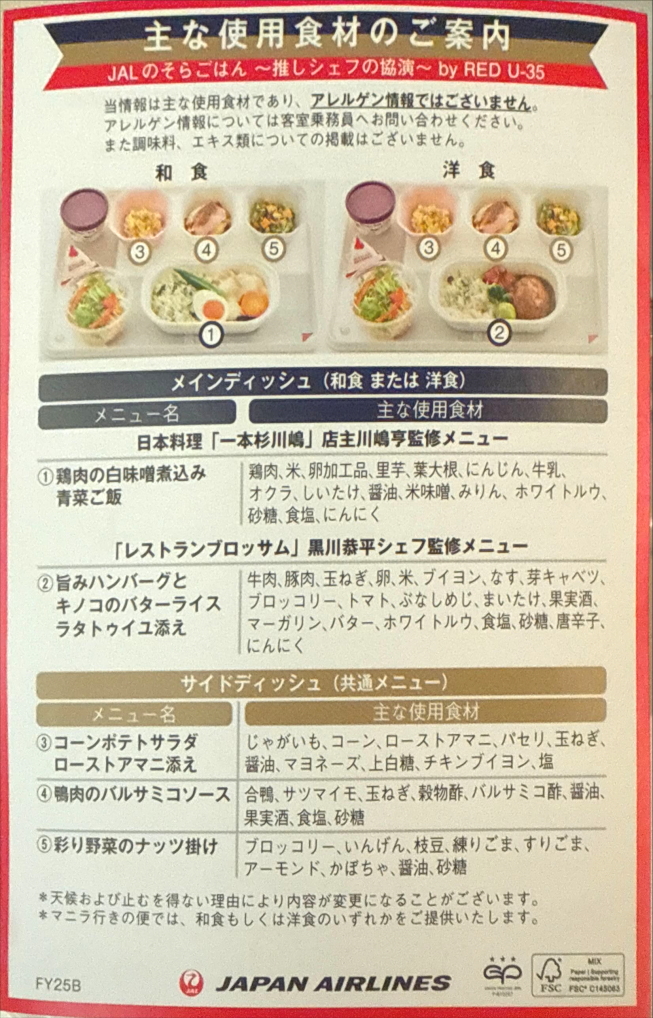 主な使用食材のご案内
JALのそらごはん ～推しシェフの協演～ by RED U-35
当情報は主な使用食材であり、アレルゲン情報ではございません。
アレルゲン情報については客室乗務員へお問い合わせください。
また調味料、エキス類についての掲載はございません。
和 食
洋 食
③ ④ ⑤
①
③ ④ ⑤
②
メインディッシュ（和食 または 洋食）
メニュー名 主な使用食材
日本料理「一本杉川嶋」店主川嶋亨監修メニュー
①鶏肉の白味噌煮込み
青菜ご飯
鶏肉、米、卵加工品、里芋、葉大根、にんじん、牛乳、
オクラ、しいたけ、醤油、米味噌、みりん、ホワイトルウ、
砂糖、食塩、にんにく
「レストランブロッサム」黒川恭平シェフ監修メニュー
②旨みハンバーグと
キノコのバターライス
ラタトゥイユ添え
牛肉、豚肉、玉ねぎ、卵、米、ブイヨン、なす、芽キャベツ、
ブロッコリー、トマト、ぶなしめじ、まいたけ、果実酒、
マーガリン、バター、ホワイトルウ、食塩、砂糖、唐辛子、
にんにく
サイドディッシュ（共通メニュー）
メニュー名 主な使用食材
③コーンポテトサラダ
ローストアマニ添え
じゃがいも、コーン、ローストアマニ、パセリ、玉ねぎ、
醤油、マヨネーズ、上白糖、チキンブイヨン、塩
④鴨肉のバルサミコソース
合鴨、サツマイモ、玉ねぎ、穀物酢、バルサミコ酢、醤油、
果実酒、食塩、砂糖
⑤彩り野菜のナッツ掛け
ブロッコリー、いんげん、枝豆、練りごま、すりごま、
アーモンド、かぼちゃ、醤油、砂糖
＊天候および止むを得ない理由により内容が変更になることがございます。
＊マニラ行きの便では、和食もしくは洋食のいずれかをご提供いたします。
FY25B
JAL
JAPAN AIRLINES
FSC
MIX
Paper | Supporting
responsible forestry
FSC® C145063